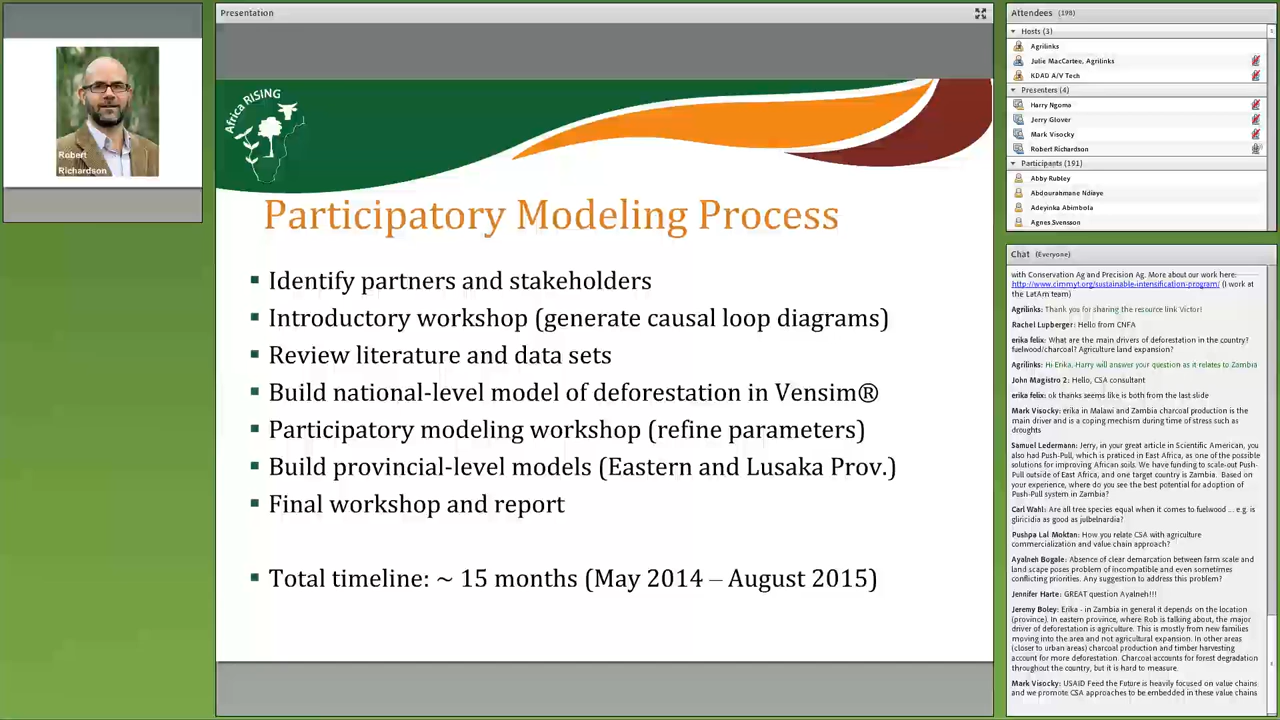 Robert
Richardson
Presentation
Africa RISING
Participatory Modeling Process
Identify partners and stakeholders
Introductory workshop (generate causal loop diagrams)
Review literature and data sets
Build national-level model of deforestation in Vensim®
Participatory modeling workshop (refine parameters)
Build provincial-level models (Eastern and Lusaka Prov.)
Final workshop and report
Total timeline: ~ 15 months (May 2014 – August 2015)
Attendees (198)
Hosts (3)
Agrilinks
Julie MacCartee, Agrilinks
KDAD A/V Tech
Presenters (4)
Harry Ngoma
Jerry Glover
Mark Visocky
Robert Richardson
Participants (191)
Abby Rubley
Abdourahmane Ndiaye
Adeyinka Abimbola
Agnes Svensson
Chat (Everyone)
with Conservation Ag and Precision Ag. More about our work here:
http://www.cimmyt.org/sustainable-intensification-program/ (I work at
the LatAm team)
Agrilinks: Thank you for sharing the resource link Victor!
Rachel Lupberger: Hello from CNFA
erika felix: What are the main drivers of deforestation in the country?
fuelwood/charcoal? Agriculture land expansion?
Agrilinks: Hi Erika, Harry will answer your question as it relates to Zambia
John Magistro 2: Hello, CSA consultant
erika felix: ok thanks seems like is both from the last slide
Mark Visocky: erika in Malawi and Zambia charcoal production is the
main driver and is a coping mechism during time of stress such as
droughts
Samuel Ledermann: Jerry, in your great article in Scientific American, you
also had Push-Pull, which is praticed in East Africa, as one of the possible
solutions for improving African soils. We have funding to scale-out Push-
Pull outside of East Africa, and one target country is Zambia. Based on
your experience, where do you see the best potential for adoption of
Push-Pull system in Zambia?
Carl Wahl: Are all tree species equal when it comes to fuelwood ... e.g. is
gliricidia as good as julbelnardia?
Pushpa Lal Moktan: How you relate CSA with agriculture
commercialization and value chain approach?
Ayalneh Bogale: Absence of clear demarcation between farm scale and
land scape poses problem of incompatible and even sometimes
conflicting priorities. Any suggestion to address this problem?
Jennifer Harte: GREAT question Ayalneh!!!
Jeremy Boley: Erika - in Zambia in general it depends on the location
(province). In eastern province, where Rob is talking about, the major
driver of deforestation is agriculture. This is mostly from new families
moving into the area and not agricultural expansion. In other areas
(closer to urban areas) charcoal production and timber harvesting
account for more deforestation. Charcoal accounts for forest degradation
throughout the country, but it is hard to measure.
Mark Visocky: USAID Feed the Future is heavily focused on value chains
and we promote CSA approaches to be embedded in these value chains